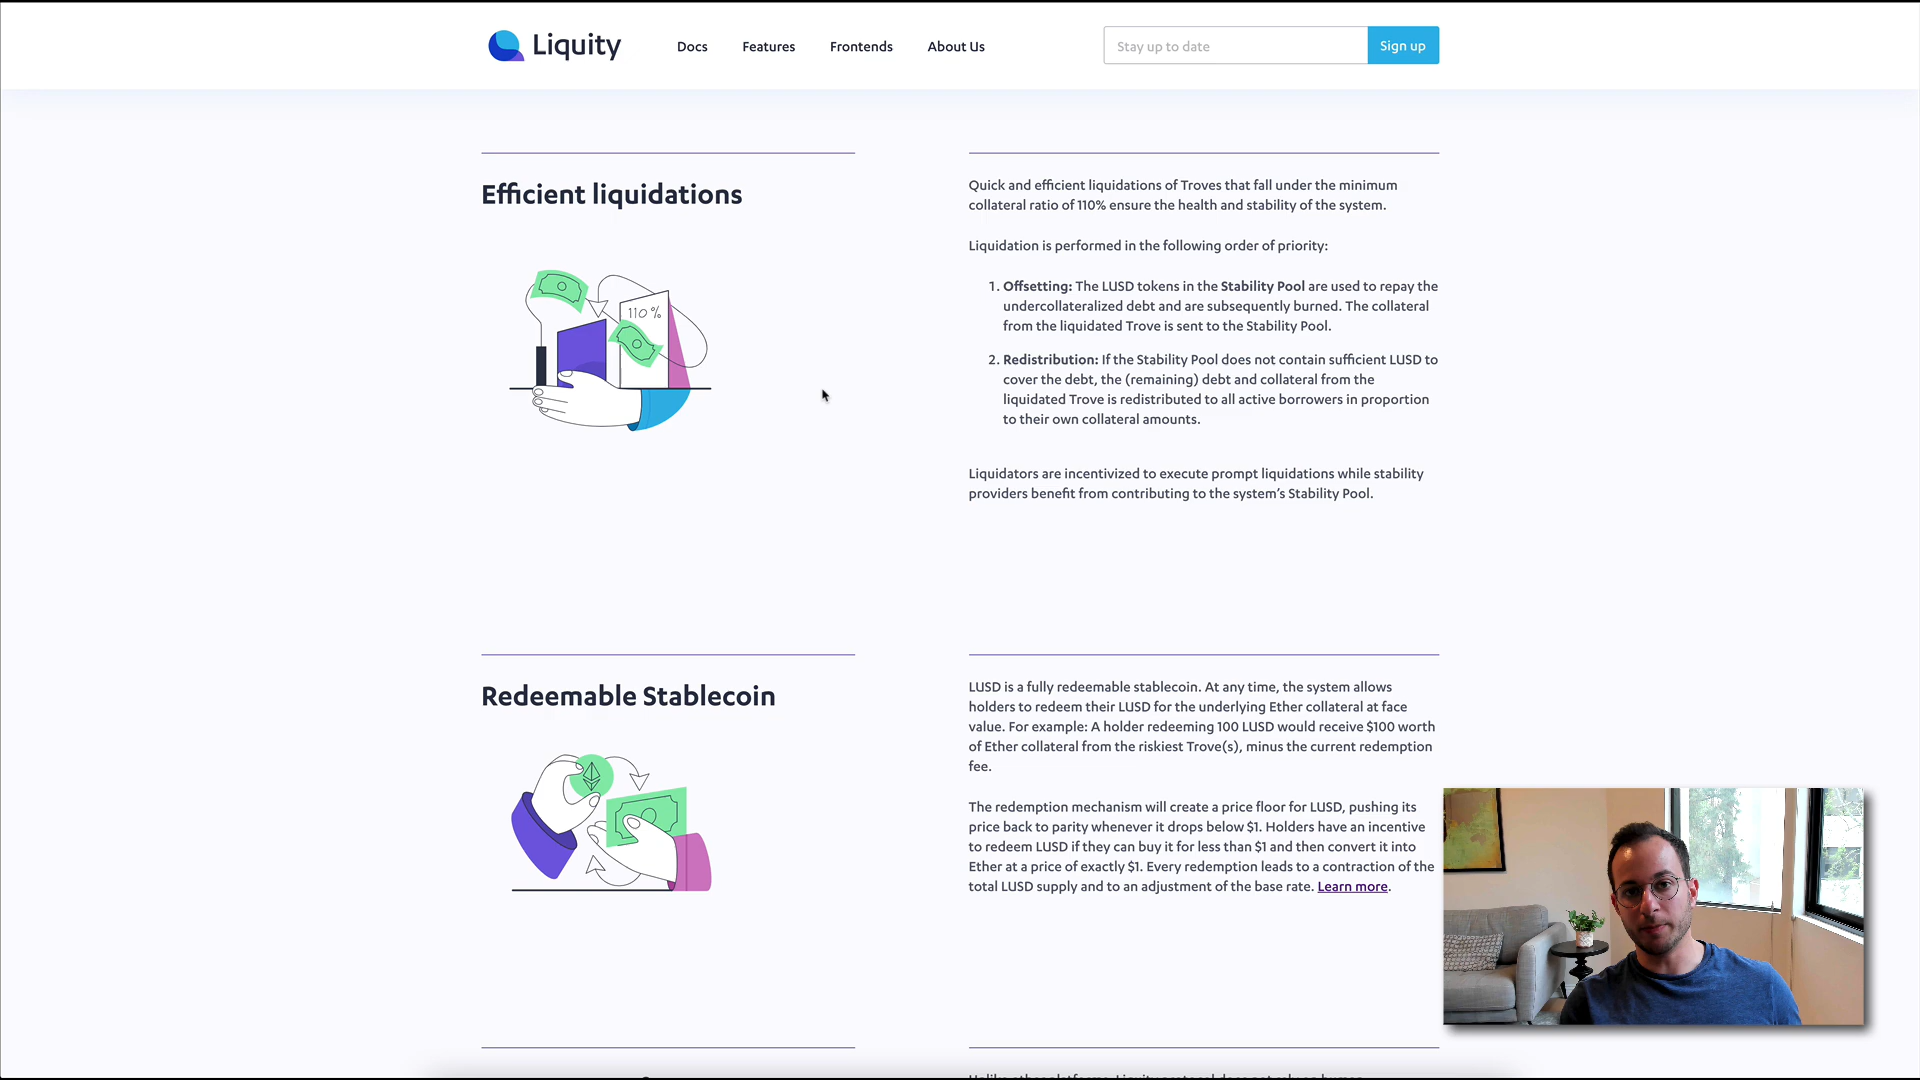 Liquity
Docs
Features
Frontends
About Us
Stay up to date
Sign up
Efficient liquidations
110 %
Quick and efficient liquidations of Troves that fall under the minimum
collateral ratio of 110% ensure the health and stability of the system.
Liquidation is performed in the following order of priority:
1. Offsetting: The LUSD tokens in the Stability Pool are used to repay the
undercollateralized debt and are subsequently burned. The collateral
from the liquidated Trove is sent to the Stability Pool.
2. Redistribution: If the Stability Pool does not contain sufficient LUSD to
cover the debt, the (remaining) debt and collateral from the
liquidated Trove is redistributed to all active borrowers in proportion
to their own collateral amounts.
Liquidators are incentivized to execute prompt liquidations while stability
providers benefit from contributing to the system’s Stability Pool.
Redeemable Stablecoin
LUSD is a fully redeemable stablecoin. At any time, the system allows
holders to redeem their LUSD for the underlying Ether collateral at face
value. For example: A holder redeeming 100 LUSD would receive $100 worth
of Ether collateral from the riskiest Trove(s), minus the current redemption
fee.
The redemption mechanism will create a price floor for LUSD, pushing its
price back to parity whenever it drops below $1. Holders have an incentive
to redeem LUSD if they can buy it for less than $1 and then convert it into
Ether at a price of exactly $1. Every redemption leads to a contraction of the
total LUSD supply and to an adjustment of the base rate. Learn more.